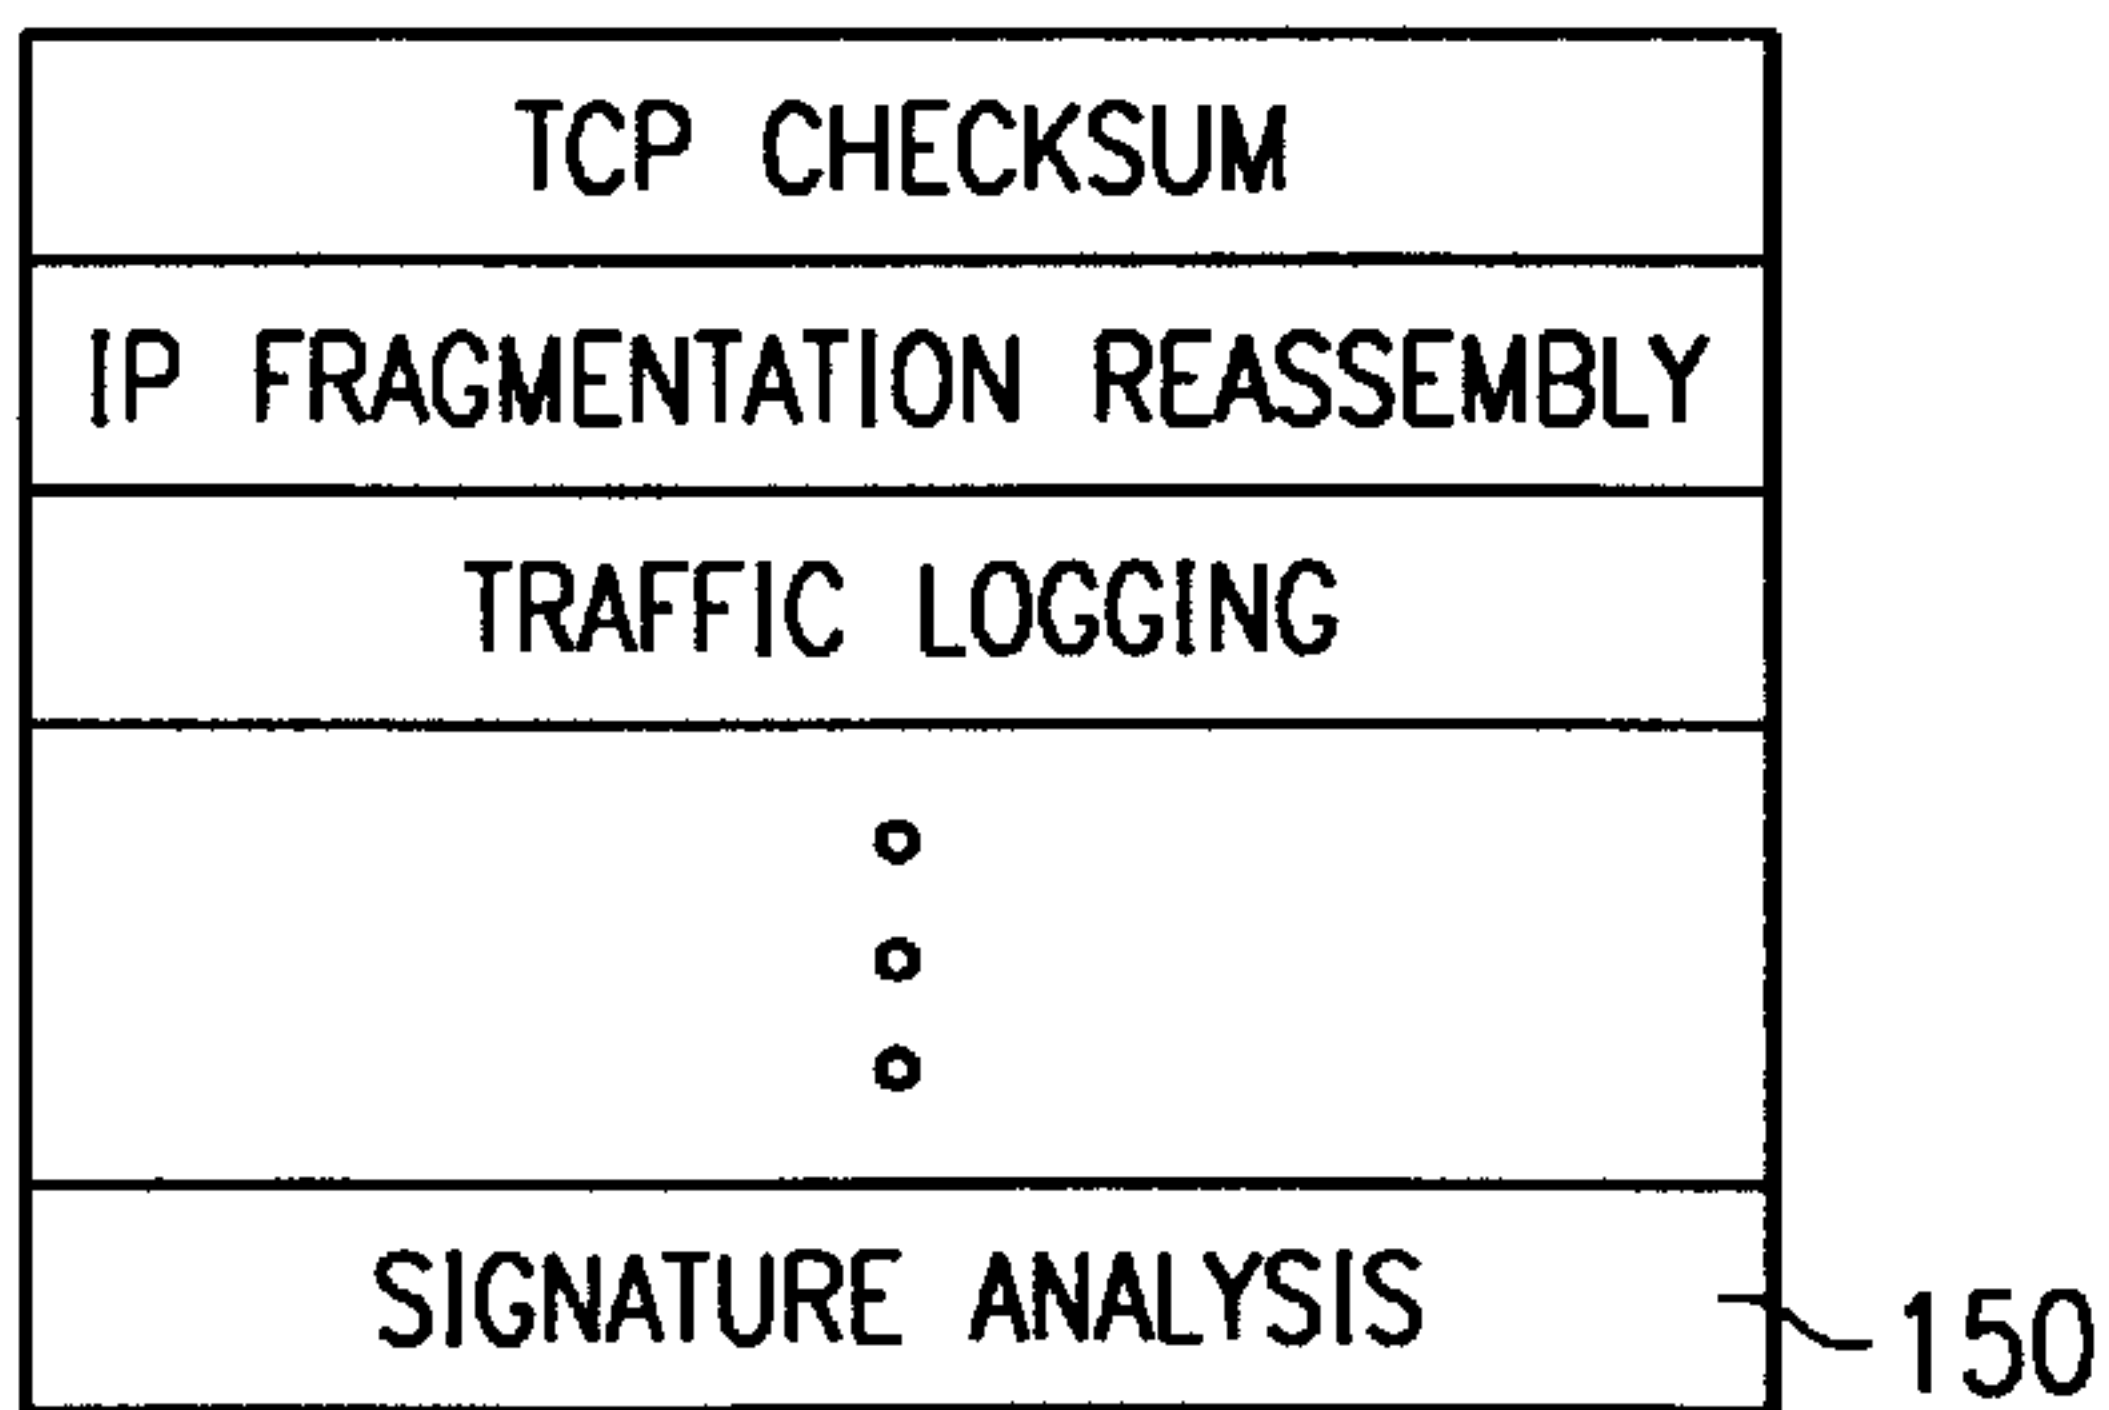 TCP CHECKSUM
IP FRAGMENTATION REASSEMBLY
TRAFFIC LOGGING
SIGNATURE ANALYSIS
150